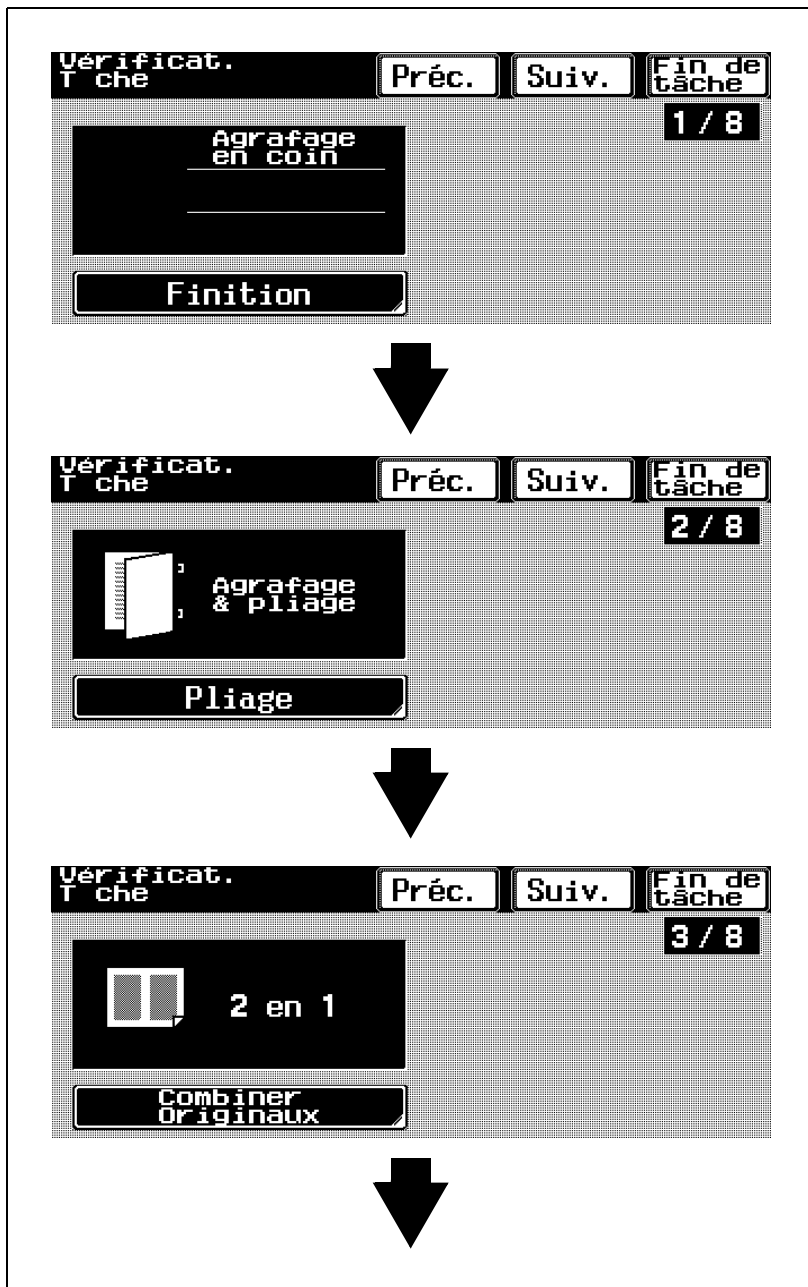 Vérificat.
T che
Préc.
Suiv.
Fin de
tâche
1 / 8
Agrafage
en coin
Finition
Vérificat.
T che
Préc.
Suiv.
Fin de
tâche
2 / 8
Agrafage
& pliage
Pliage
Vérificat.
T che
Préc.
Suiv.
Fin de
tâche
3 / 8
2 en 1
Combiner
Originaux